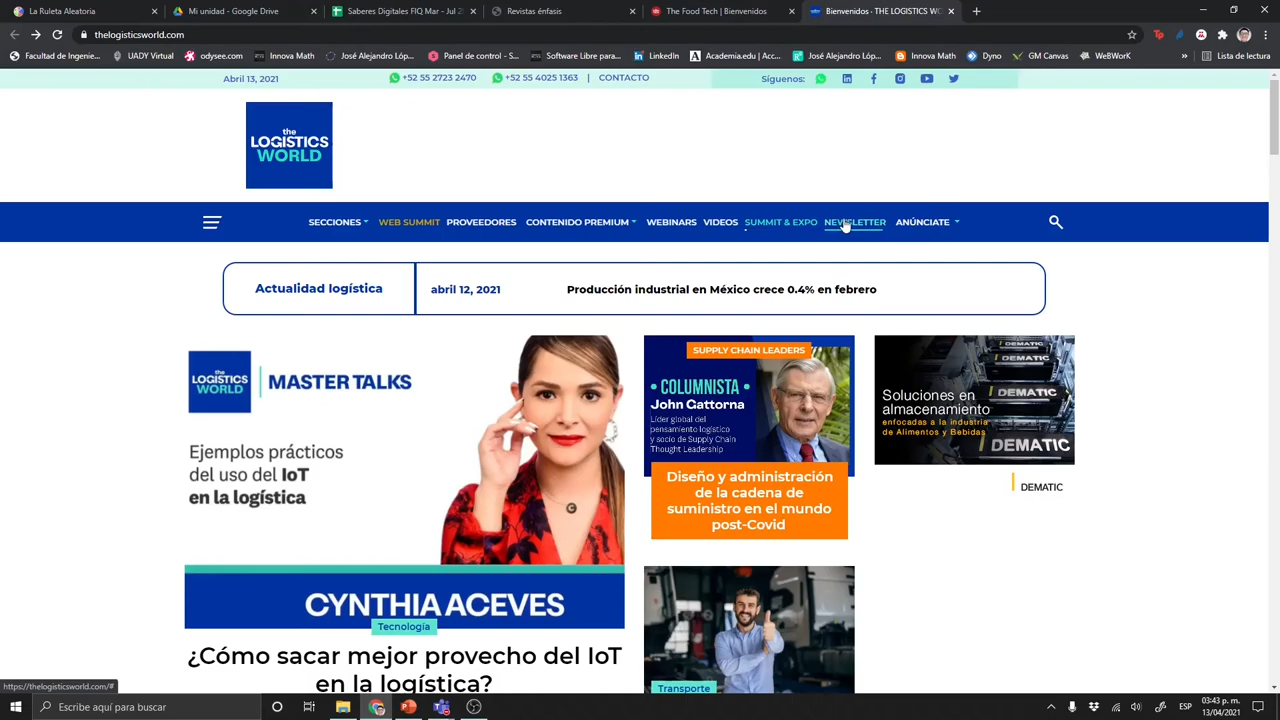 La Ruleta Aleatoria
Mi unidad - Google Drive
Saberes Digitales FIQ Mar - Jul 2
Revistas énfasis
The Food Tech | Noticias
Bienvenidos - The Logistics World
thelogisticsworld.com
Facultad de Ingenie...
UADY Virtual
odysee.com
Innova Math
José Alejandro Lóp...
Panel de control - S...
Software Libre para...
LinkedIn
Academia.edu | Acc...
José Alejandro Lóp...
Innova Math
Dyno
GM Canvas
WeBWorK
»
Lista de lectura
Abril 13, 2021
+52 55 2723 2470
+52 55 4025 1363 | CONTACTO
Síguenos:
the
LOGISTICS
WORLD
SECCIONES
WEB SUMMIT
PROVEEDORES
CONTENIDO PREMIUM
WEBINARS
VIDEOS
SUMMIT & EXPO
NEWSLETTER
ANÚNCIATE
Actualidad logística
abril 12, 2021
Producción industrial en México crece 0.4% en febrero
the
LOGISTICS
WORLD
MASTER TALKS
Ejemplos prácticos
del uso del IoT
en la logística
CYNTHIA ACEVES
Tecnología
¿Cómo sacar mejor provecho del IoT
en la logística?
SUPPLY CHAIN LEADERS
• COLUMNISTA •
John Gattorna
Líder global del
pensamiento logístico
y socio de Supply Chain
Thought Leadership
Diseño y administración
de la cadena de
suministro en el mundo
post-Covid
Transporte
DEMATIC
DEMATIC
DEMATIC
DEMATIC
Soluciones en
almacenamiento
enfocadas a la industria
de Alimentos y Bebidas
DEMATIC
https://thelogisticsworld.com/#
Escribe aquí para buscar
ESP
03:43 p. m.
13/04/2021